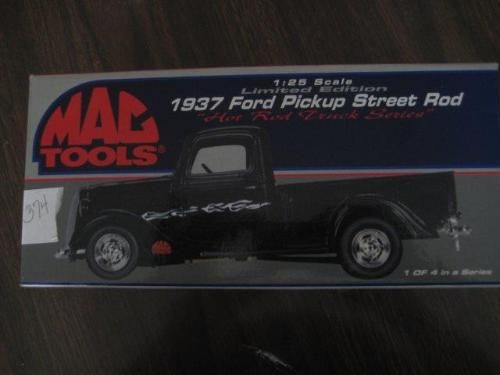 1:25 Scale
Limited Edition
1937 Ford Pickup Street Rod
"Hot Rod Truck Series"
MAC
TOOLS®
374
1 OF 4 in a Series